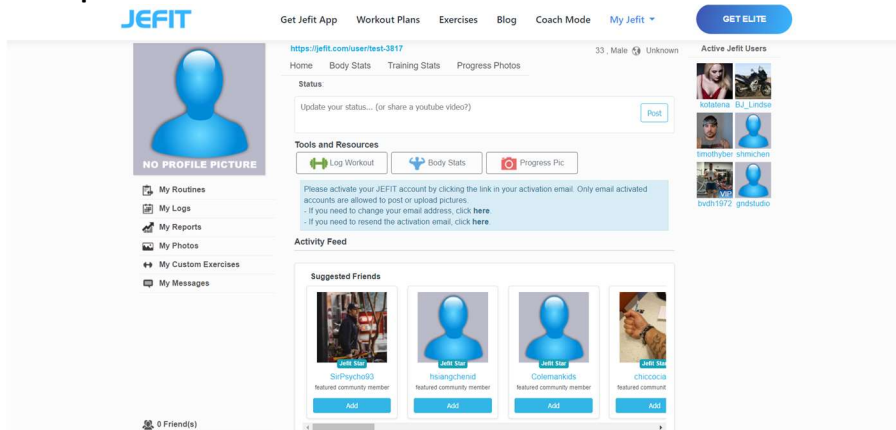 JEFIT
Get Jefit App Workout Plans Exercises Blog Coach Mode My Jefit
GET ELITE
NO PROFILE PICTURE
My Routines
My Logs
My Reports
My Photos
My Custom Exercises
My Messages
0 Friend(s)
https://jefit.com/user/test-3817
33 , Male Unknown
Home Body Stats Training Stats Progress Photos
Status:
Update your status... (or share a youtube video?)
Post
Tools and Resources
Log Workout Body Stats Progress Pic
Please activate your JEFIT account by clicking the link in your activation email. Only email activated
accounts are allowed to post or upload pictures.
- If you need to change your email address, click here.
- If you need to resend the activation email, click here.
Activity Feed
Suggested Friends
Jefit Star
SirPsycho93
featured community member
Add
Jefit Star
hsiangchenid
featured community member
Add
Jefit Star
Colemankids
featured community member
Add
Jefit Star
chiccocia
featured communit
Add
Active Jefit Users
kotatena BJ_Lindse
timothyber shmichen
VIP
bvdh1972 gndstudio